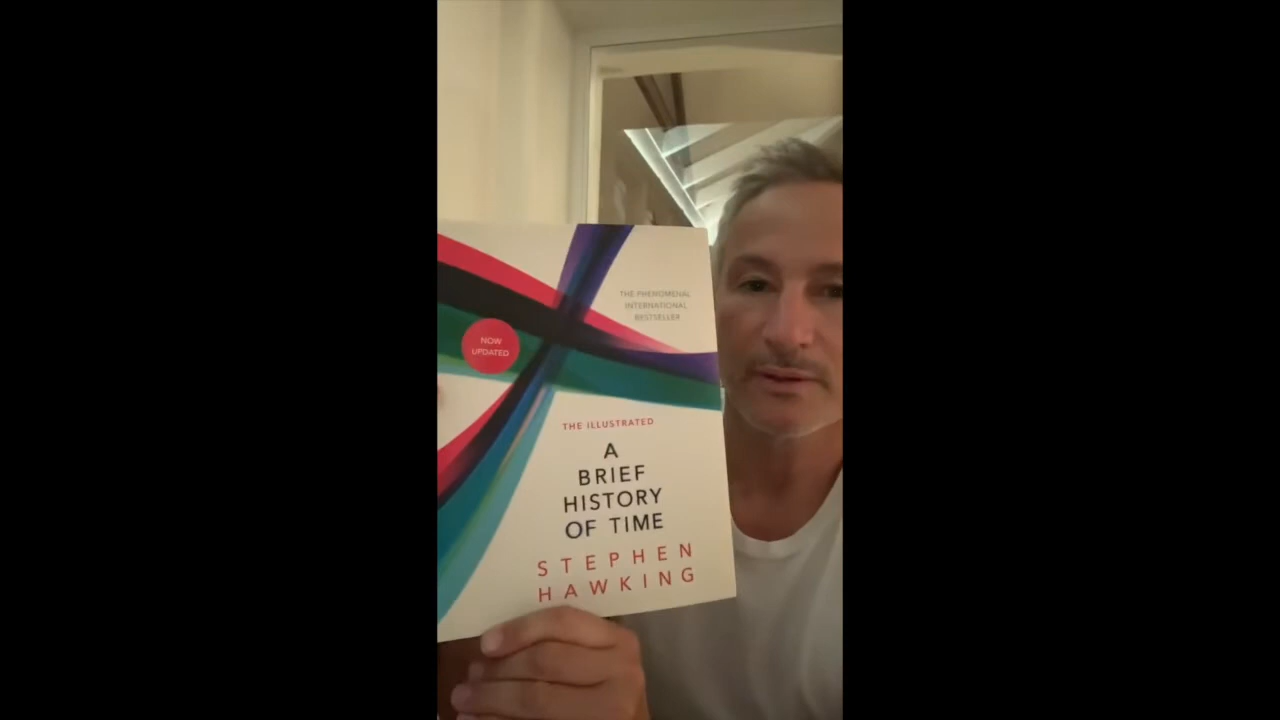 THE PHENOMENAL
INTERNATIONAL
BESTSELLER
NOW
UPDATED
THE ILLUSTRATED
A
BRIEF
HISTORY
OF TIME
STEPHEN
HAWKING